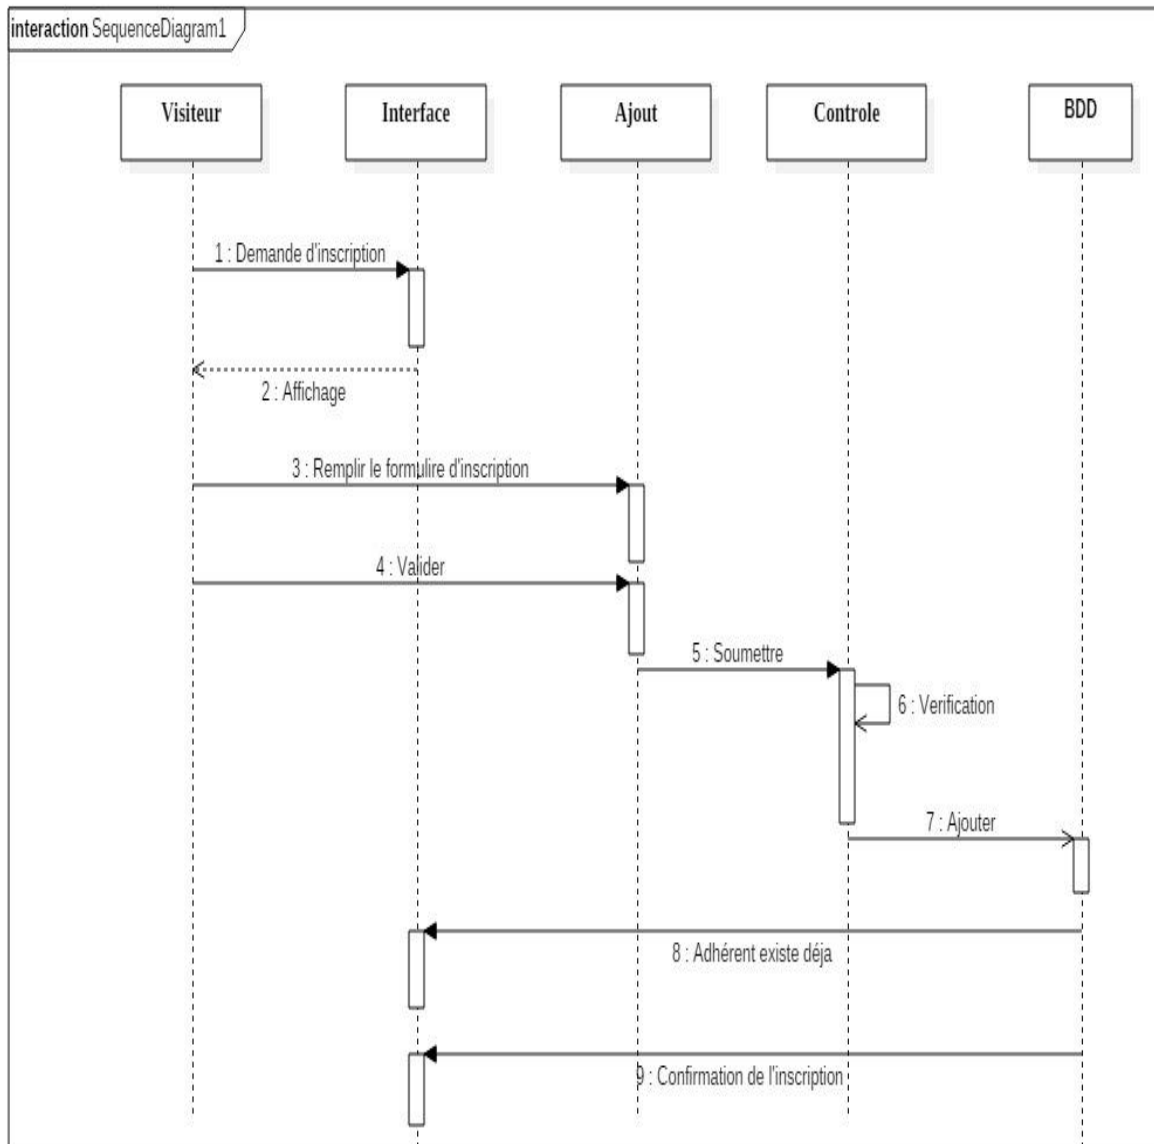 interaction SequenceDiagram1
Visiteur
Interface
Ajout
Controle
BDD
1 : Demande d'inscription
2 : Affichage
3 : Remplir le formulire d'inscription
4 : Valider
5 : Soumettre
6 : Verification
7 : Ajouter
8 : Adhérent existe déja
9 : Confirmation de l'inscription